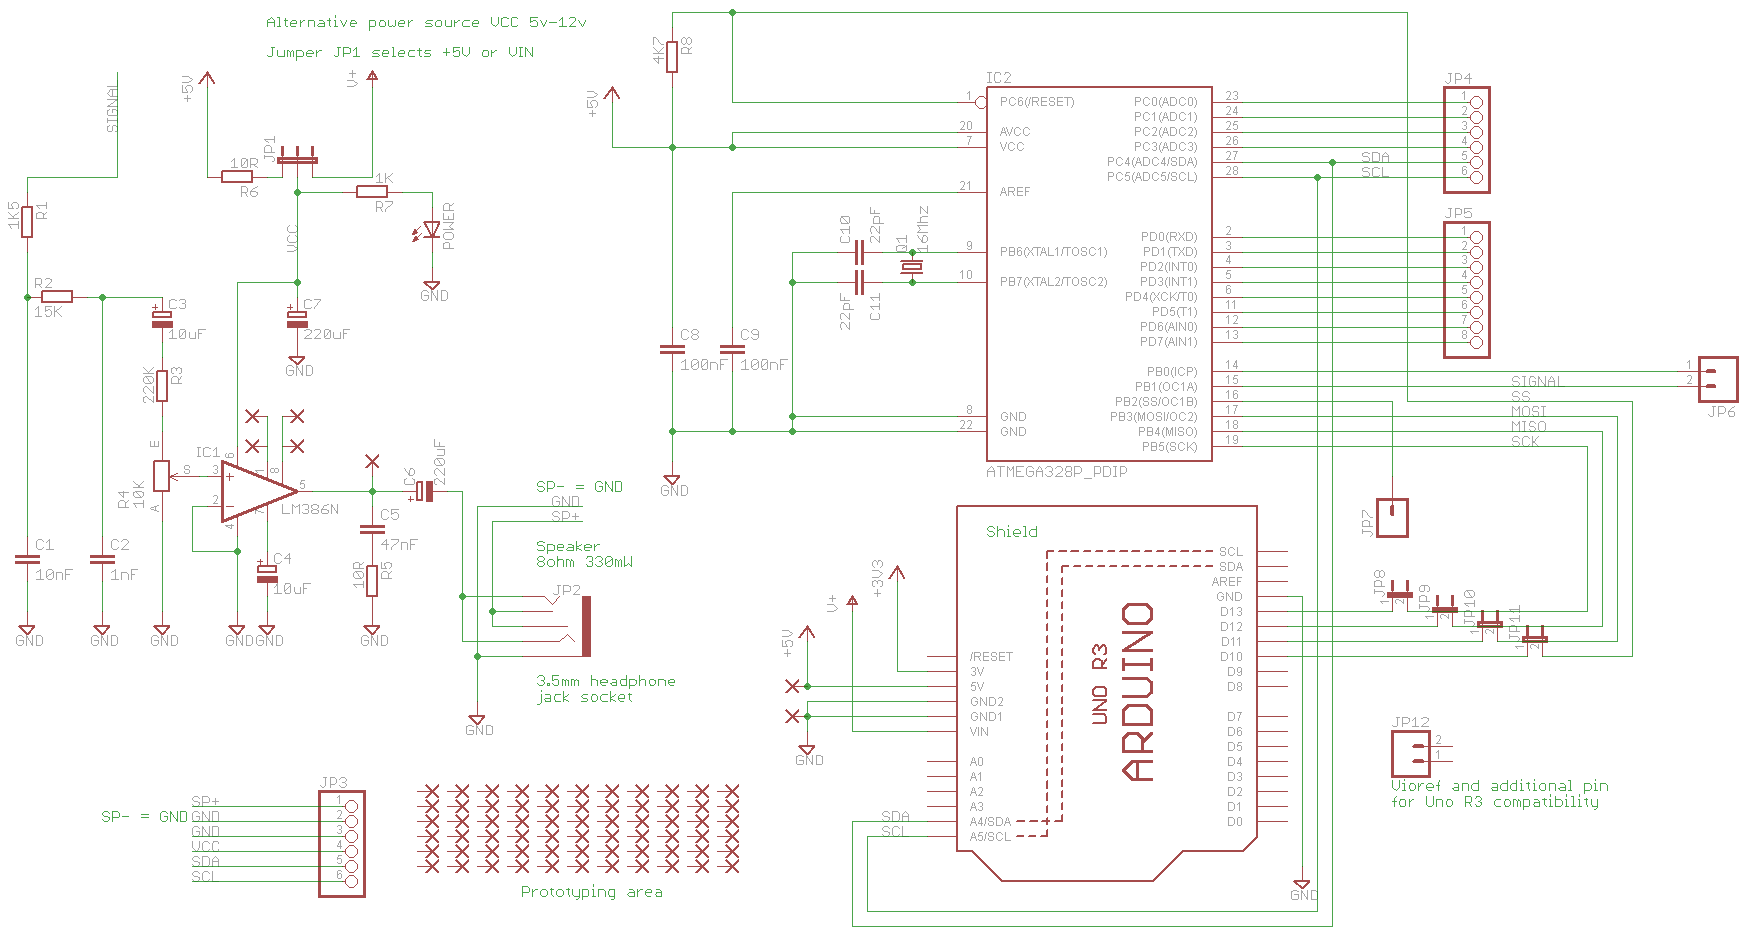 Alternative power source VCC 5v-12v
Jumper JP1 selects +5V or VIN
SIGNAL
+5V
V+
JP1
10R
R6
1K
R7
POWER
GND
VCC
1K5
R1
R2
15K
C3
10uF
C7
220uF
GND
220K
R3
E
R4
10K
A
8
IC1
3
+
2
-
6
1
8
7
4
5
LM386N
C6
220uF
C5
47nF
10R
R5
C1
10nF
C2
1nF
C4
10uF
GND
GND
GND
GND
GND
GND
SP- = GND
GND
SP+
Speaker
8ohm 330mW
JP2
3.5mm headphone
jack socket
GND
4K7
R8
+5V
C8
100nF
C9
100nF
GND
C10
22pF
Q1
16Mhz
22pF
C11
IC2
1 PC6(/RESET)
20 AVCC
7 VCC
21 AREF
9 PB6(XTAL1/TOSC1)
10 PB7(XTAL2/TOSC2)
8 GND
22 GND
PC0(ADC0) 23
PC1(ADC1) 24
PC2(ADC2) 25
PC3(ADC3) 26
PC4(ADC4/SDA) 27
PC5(ADC5/SCL) 28
PD0(RXD) 2
PD1(TXD) 3
PD2(INT0) 4
PD3(INT1) 5
PD4(XCK/T0) 6
PD5(T1) 11
PD6(AIN0) 12
PD7(AIN1) 13
PB0(ICP) 14
PB1(OC1A) 15
PB2(SS/OC1B) 16
PB3(MOSI/OC2) 17
PB4(MISO) 18
PB5(SCK) 19
ATMEGA328P_PDIP
SDA
SCL
JP4
1
2
3
4
5
6
JP5
1
2
3
4
5
6
7
8
SIGNAL
SS
MOSI
MISO
SCK
1
2
JP6
JP7
JP8
1
2
JP9
1
2
JP10
1
2
JP11
1
2
Shield
ARDUINO
UNO R3
SCL
SDA
AREF
GND
D13
D12
D11
D10
D9
D8
D7
D6
D5
D4
D3
D2
D1
D0
/RESET
3V
5V
GND2
GND1
VIN
A0
A1
A2
A3
A4/SDA
A5/SCL
+5V
V+
+3V3
GND
SDA
SCL
GND
JP12
2
1
Vioref and additional pin
for Uno R3 compatibility
JP3
SP+ 1
SP- = GND GND 2
GND 3
VCC 4
SDA 5
SCL 6
Prototyping area